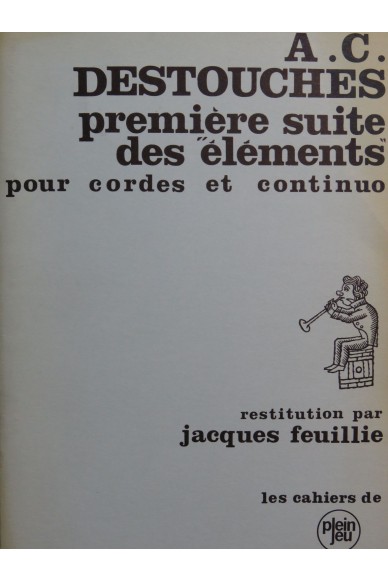 A.C.
DESTOUCHES
première suite
des "éléments"
pour cordes et continuo
restitution par
jacques feuillie
les cahiers de
plein
jeu